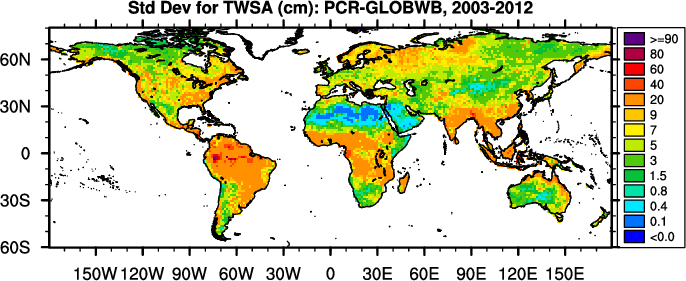 Std Dev for TWSA (cm): PCR-GLOBWB, 2003-2012
60N
30N
0
30S
60S
150W 120W 90W 60W 30W 0 30E 60E 90E 120E 150E
>=90
80
60
40
20
9
7
5
3
1.5
0.8
0.4
0.1
<0.0